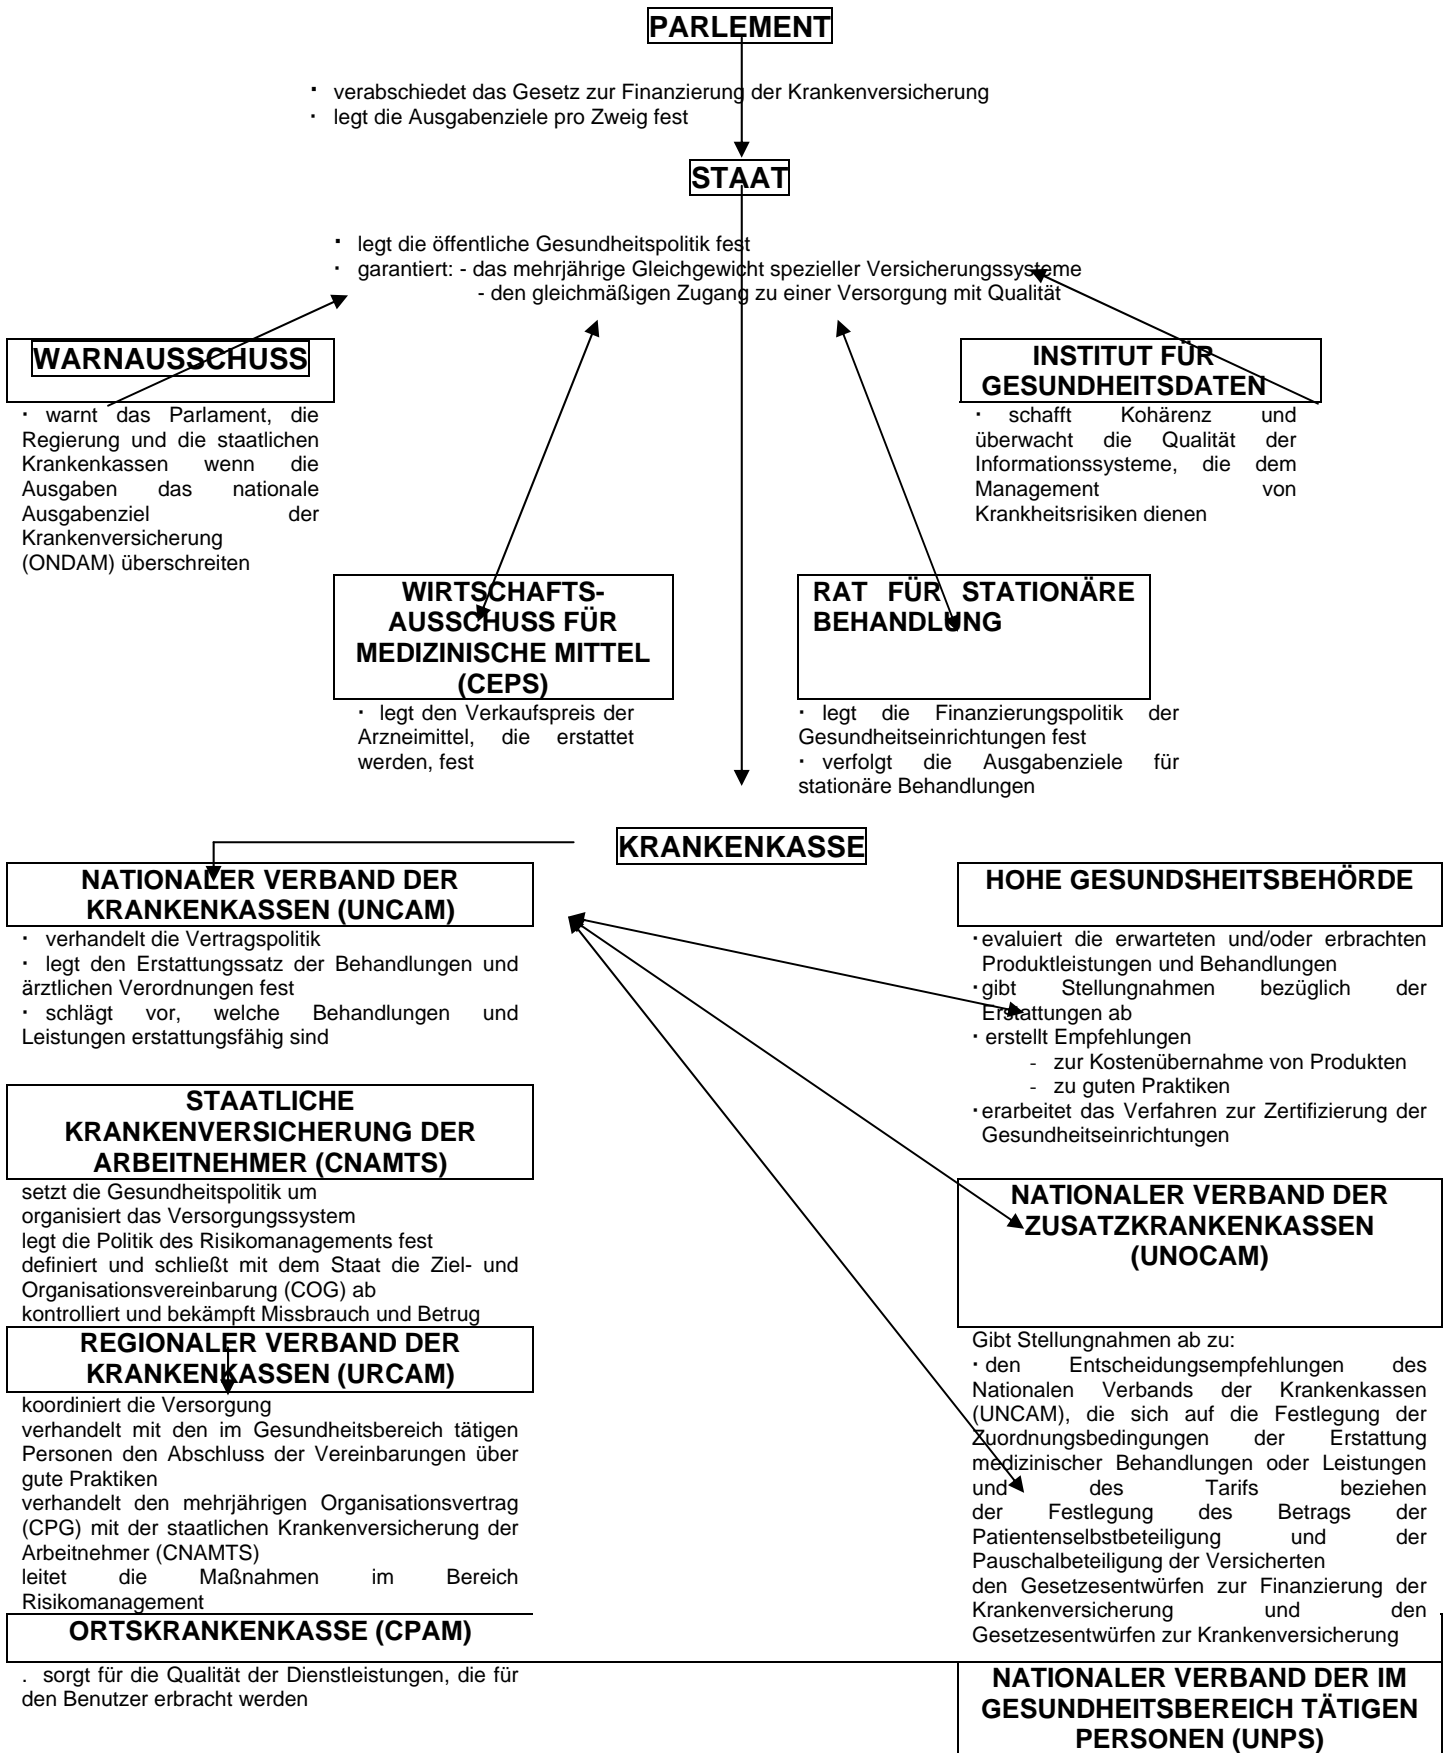 PARLEMENT
· verabschiedet das Gesetz zur Finanzierung der Krankenversicherung
· legt die Ausgabenziele pro Zweig fest
STAAT
· legt die öffentliche Gesundheitspolitik fest
· garantiert: - das mehrjährige Gleichgewicht spezieller Versicherungssysteme
- den gleichmäßigen Zugang zu einer Versorgung mit Qualität
WARNAUSSCHUSS
· warnt das Parlament, die
Regierung und die staatlichen
Krankenkassen wenn die
Ausgaben das nationale
Ausgabenziel der
Krankenversicherung
(ONDAM) überschreiten
INSTITUT FÜR
GESUNDHEITSDATEN
· schafft Kohärenz und
überwacht die Qualität der
Informationssysteme, die dem
Management von
Krankheitsrisiken dienen
WIRTSCHAFTS-
AUSSCHUSS FÜR
MEDIZINISCHE MITTEL
(CEPS)
· legt den Verkaufspreis der
Arzneimittel, die erstattet
werden, fest
RAT FÜR STATIONÄRE
BEHANDLUNG
· legt die Finanzierungspolitik der
Gesundheitseinrichtungen fest
· verfolgt die Ausgabenziele für
stationäre Behandlungen
KRANKENKASSE
NATIONALER VERBAND DER
KRANKENKASSEN (UNCAM)
· verhandelt die Vertragspolitik
· legt den Erstattungssatz der Behandlungen und
ärztlichen Verordnungen fest
· schlägt vor, welche Behandlungen und
Leistungen erstattungsfähig sind
STAATLICHE
KRANKENVERSICHERUNG DER
ARBEITNEHMER (CNAMTS)
setzt die Gesundheitspolitik um
organisiert das Versorgungssystem
legt die Politik des Risikomanagements fest
definiert und schließt mit dem Staat die Ziel- und
Organisationsvereinbarung (COG) ab
kontrolliert und bekämpft Missbrauch und Betrug
REGIONALER VERBAND DER
KRANKENKASSEN (URCAM)
koordiniert die Versorgung
verhandelt mit den im Gesundheitsbereich tätigen
Personen den Abschluss der Vereinbarungen über
gute Praktiken
verhandelt den mehrjährigen Organisationsvertrag
(CPG) mit der staatlichen Krankenversicherung der
Arbeitnehmer (CNAMTS)
leitet die Maßnahmen im Bereich
Risikomanagement
ORTSKRANKENKASSE (CPAM)
. sorgt für die Qualität der Dienstleistungen, die für
den Benutzer erbracht werden
HOHE GESUNDSHEITSBEHÖRDE
· evaluiert die erwarteten und/oder erbrachten
Produktleistungen und Behandlungen
· gibt Stellungnahmen bezüglich der
Erstattungen ab
· erstellt Empfehlungen
- zur Kostenübernahme von Produkten
- zu guten Praktiken
· erarbeitet das Verfahren zur Zertifizierung der
Gesundheitseinrichtungen
NATIONALER VERBAND DER
ZUSATZKRANKENKASSEN
(UNOCAM)
Gibt Stellungnahmen ab zu:
· den Entscheidungsempfehlungen des
Nationalen Verbands der Krankenkassen
(UNCAM), die sich auf die Festlegung der
Zuordnungsbedingungen der Erstattung
medizinischer Behandlungen oder Leistungen
und des Tarifs beziehen
der Festlegung des Betrags der
Patientenselbstbeteiligung und der
Pauschalbeteiligung der Versicherten
den Gesetzesentwürfen zur Finanzierung der
Krankenversicherung und den
Gesetzesentwürfen zur Krankenversicherung
NATIONALER VERBAND DER IM
GESUNDHEITSBEREICH TÄTIGEN
PERSONEN (UNPS)